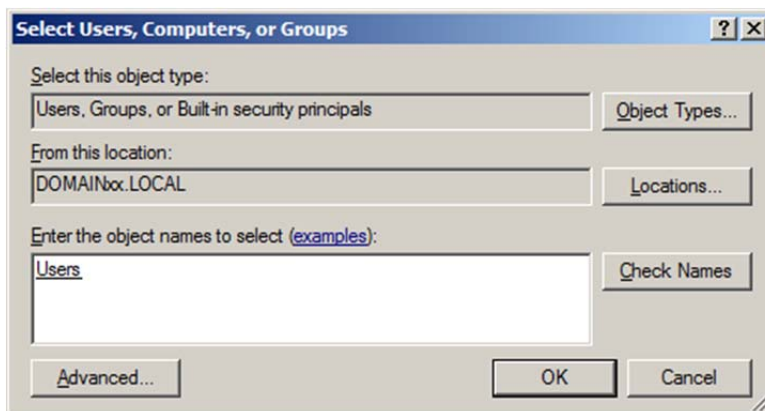 Select Users, Computers, or Groups
Select this object type:
Users, Groups, or Built-in security principals
Object Types...
From this location:
DOMAINxx.LOCAL
Locations...
Enter the object names to select (examples):
Users
Check Names
Advanced...
OK
Cancel